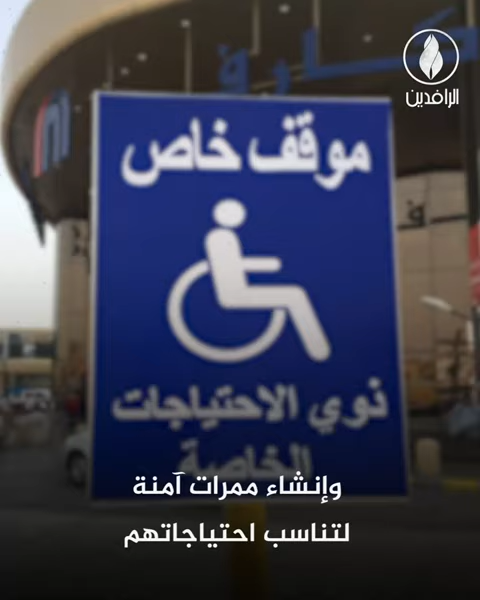 الرافدين
موقف خاص
ذوي الاحتياجات
الخاصة
وإنشاء ممرات آمنة
لتناسب احتياجاتهم